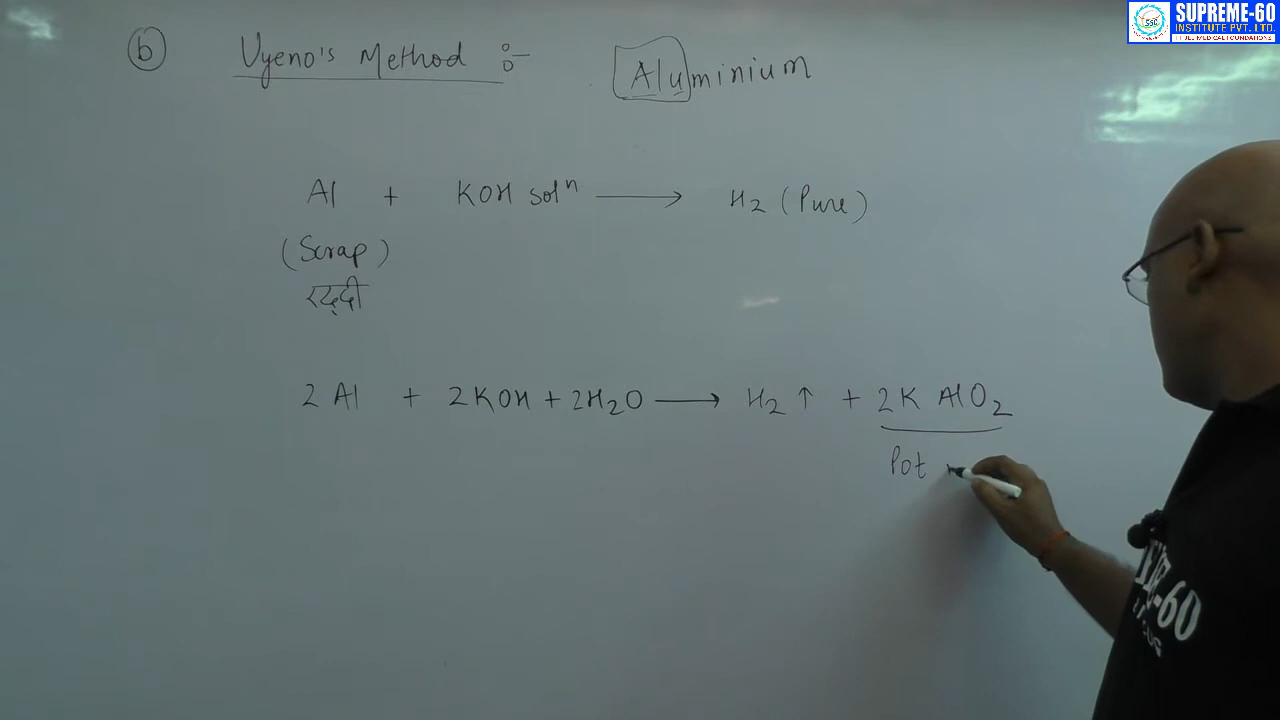 SUPREME-60
INSTITUTE PVT. LTD.
(b) Uyeno's Method :- Aluminium
Al + KOH solⁿ ⟶ H2 (Pure)
(Scrap)
रद्दी
2 Al + 2KOH + 2H2O ⟶ H2 ↑ + 2K AlO2
Pot